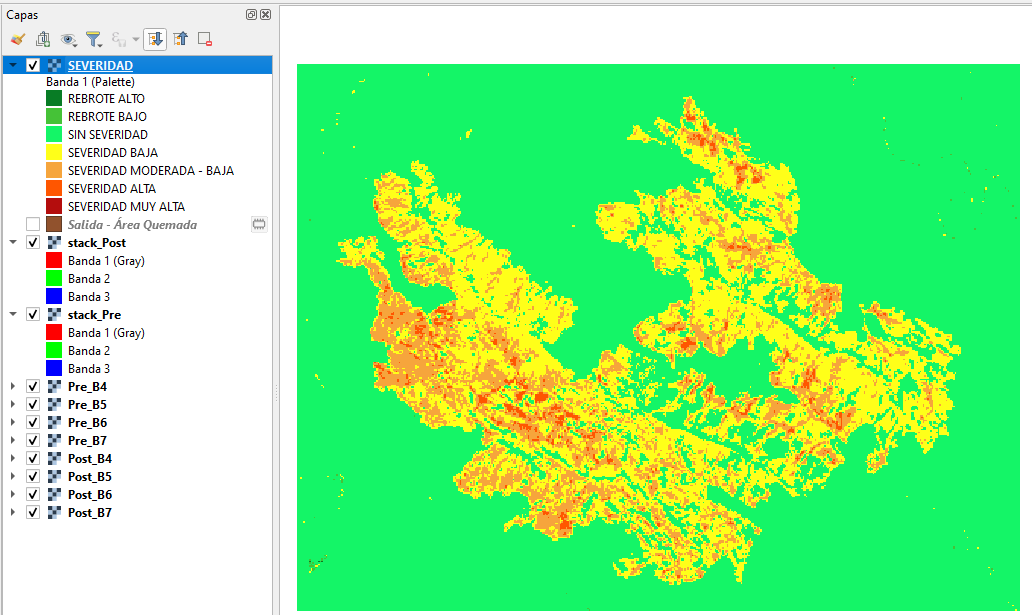 Capas
SEVERIDAD
Banda 1 (Palette)
REBROTE ALTO
REBROTE BAJO
SIN SEVERIDAD
SEVERIDAD BAJA
SEVERIDAD MODERADA - BAJA
SEVERIDAD ALTA
SEVERIDAD MUY ALTA
Salida - Área Quemada
stack_Post
Banda 1 (Gray)
Banda 2
Banda 3
stack_Pre
Banda 1 (Gray)
Banda 2
Banda 3
Pre_B4
Pre_B5
Pre_B6
Pre_B7
Post_B4
Post_B5
Post_B6
Post_B7